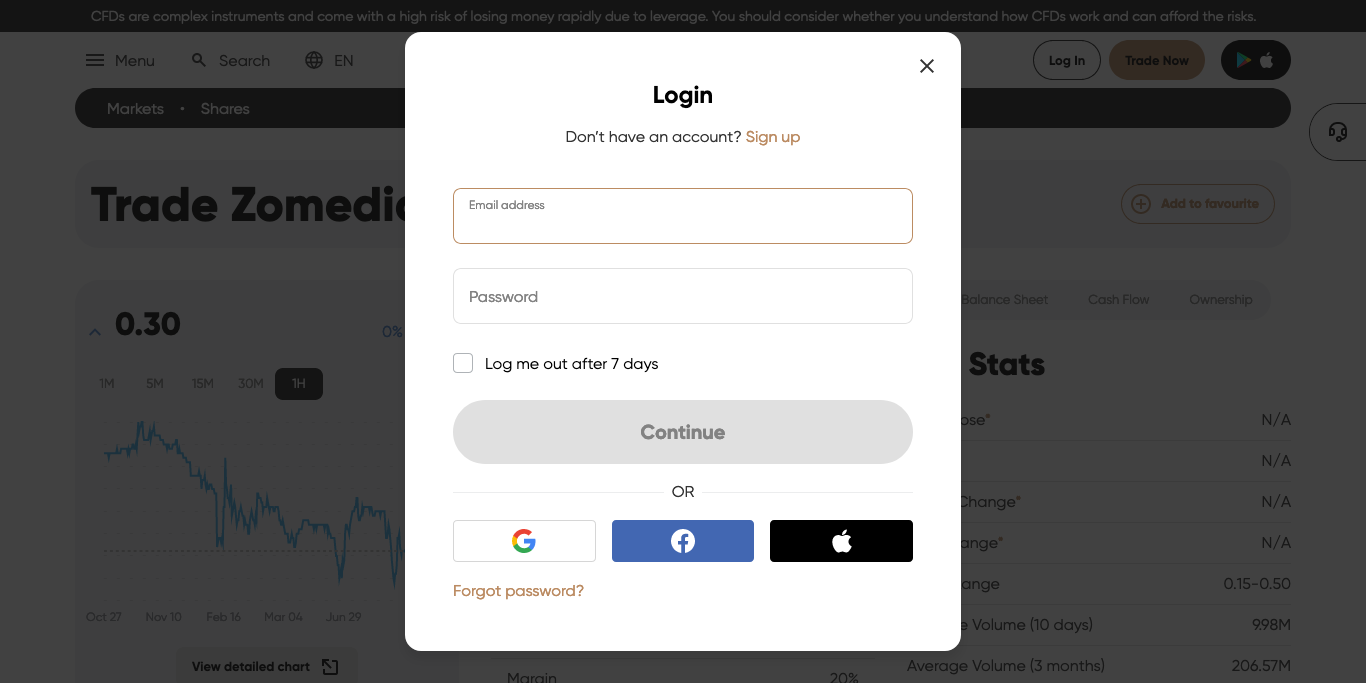 CFDs are complex instruments and come with a high risk of losing money rapidly due to leverage. You should consider whether you understand how CFDs work and can afford the risks.
Menu
Search
EN
Log In
Trade Now
Markets • Shares
Trade Zomedic
Add to favourite
Login
Don't have an account? Sign up
Email address
Password
Log me out after 7 days
Continue
OR
Forgot password?
0.30
0%
1M 5M 15M 30M 1H
Oct 27 Nov 10 Feb 16 Mar 04 Jun 29
View detailed chart
Balance Sheet Cash Flow Ownership
Stats
N/A
N/A
Change* N/A
N/A
0.15-0.50
Volume (10 days) 9.98M
Average Volume (3 months) 206.57M
Margin 20%